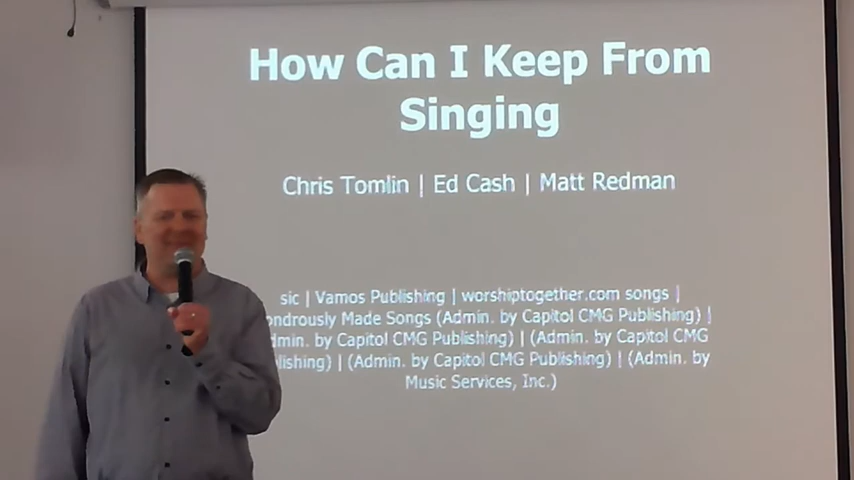 How Can I Keep From
Singing
Chris Tomlin | Ed Cash | Matt Redman
sic | Vamos Publishing | worshiptogether.com songs |
ondrously Made Songs (Admin. by Capitol CMG Publishing) |
dmin. by Capitol CMG Publishing) | (Admin. by Capitol CMG
lishing) | (Admin. by Capitol CMG Publishing) | (Admin. by
Music Services, Inc.)